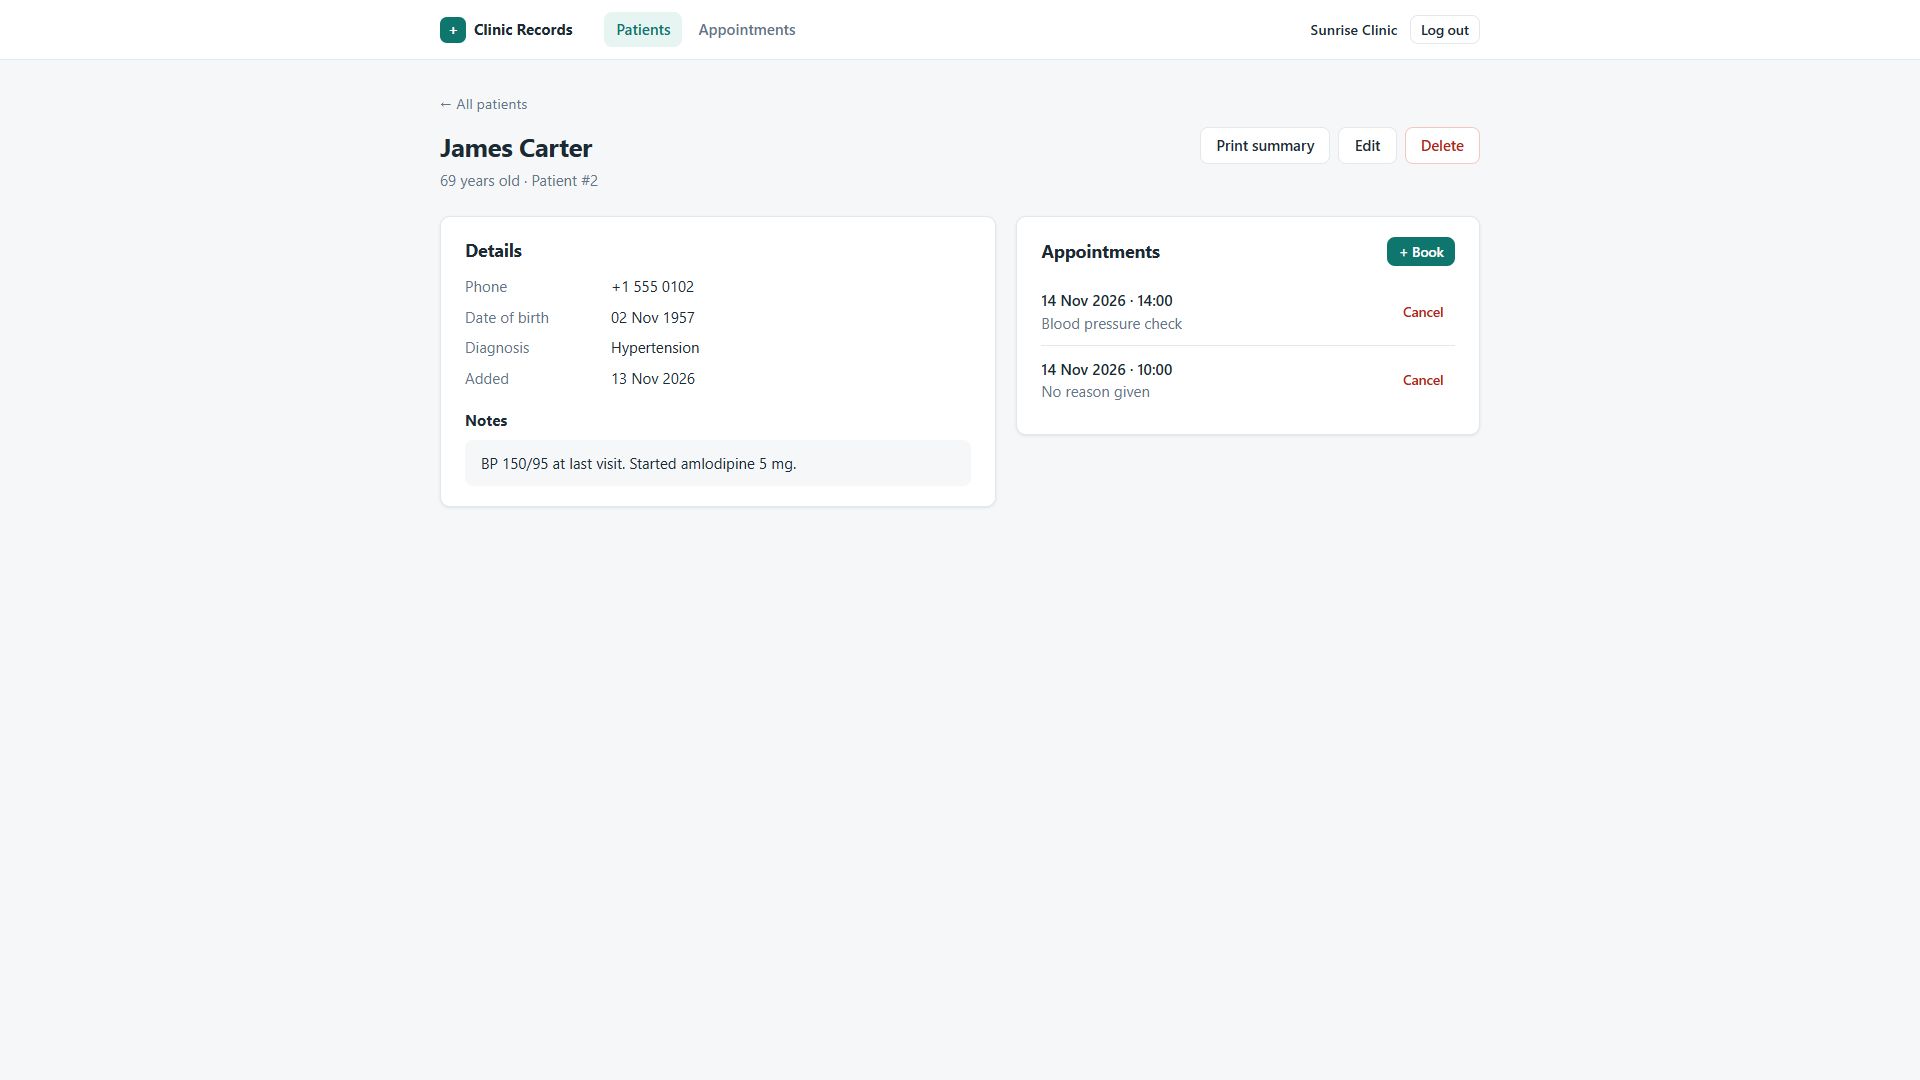 + Clinic Records Patients Appointments Sunrise Clinic Log out
← All patients
James Carter
69 years old · Patient #2
Print summary Edit Delete
Details
Phone +1 555 0102
Date of birth 02 Nov 1957
Diagnosis Hypertension
Added 13 Nov 2026
Notes
BP 150/95 at last visit. Started amlodipine 5 mg.
Appointments + Book
14 Nov 2026 · 14:00
Blood pressure check
Cancel
14 Nov 2026 · 10:00
No reason given
Cancel